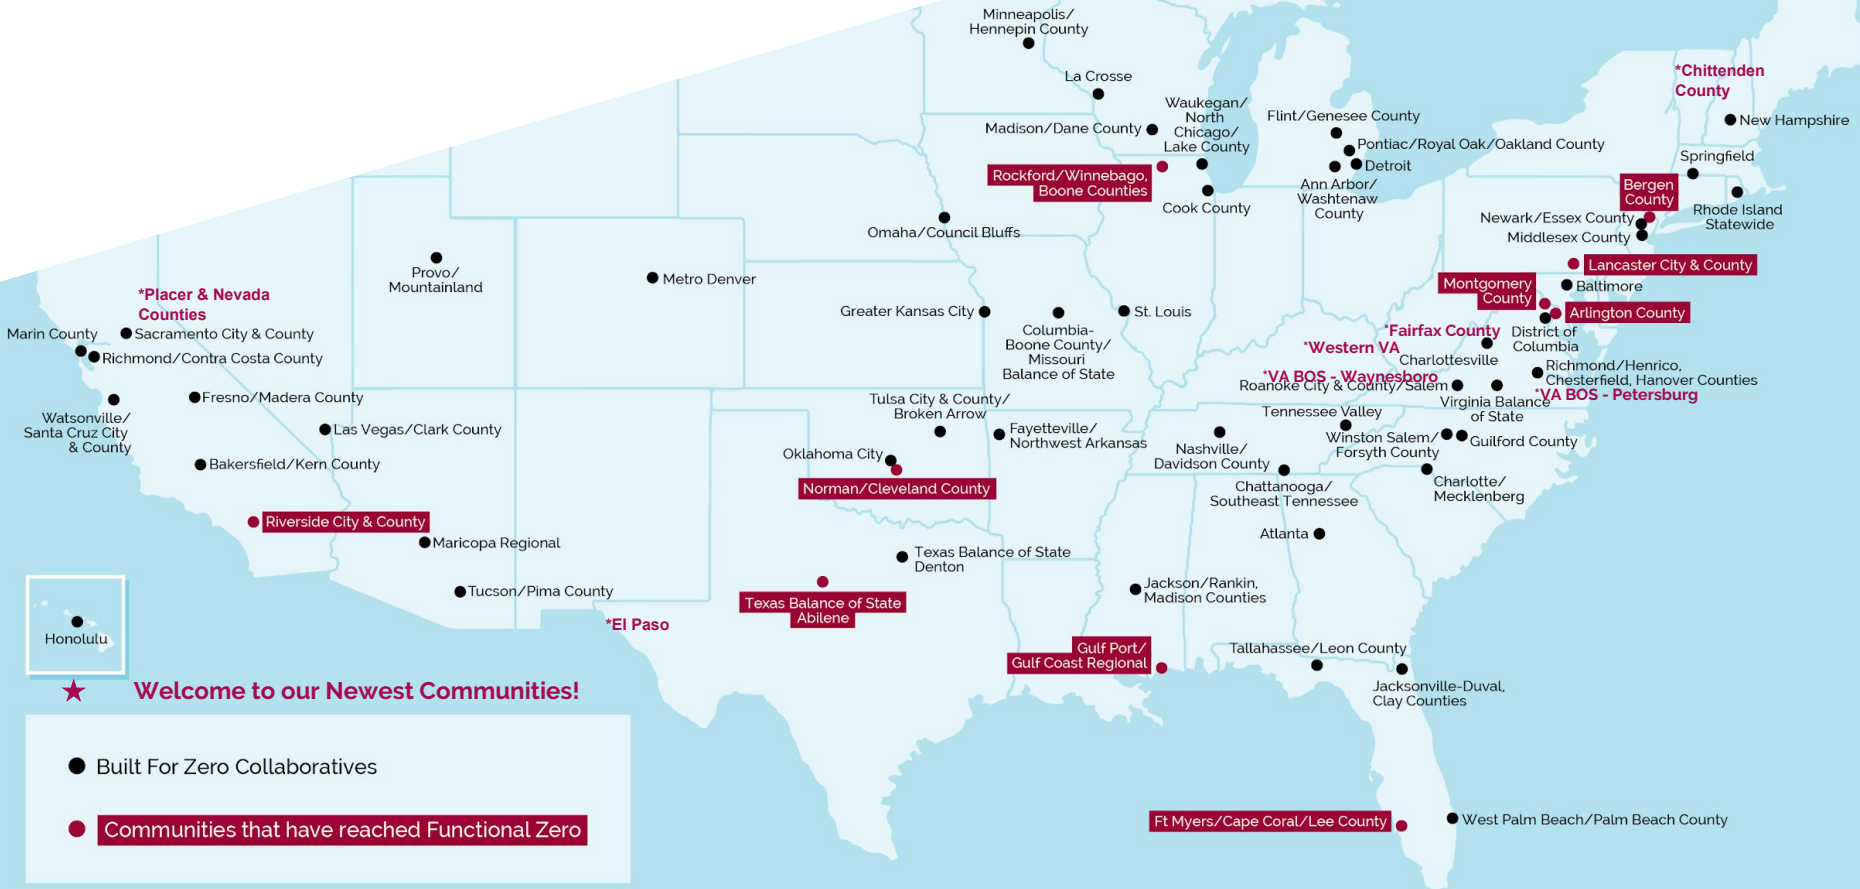 Minneapolis/
Hennepin County
La Crosse
Waukegan/
North
Chicago/
Lake County
Madison/Dane County
Rockford/Winnebago,
Boone Counties
Cook County
Flint/Genesee County
Pontiac/Royal Oak/Oakland County
Detroit
Ann Arbor/
Washtenaw
County
*Chittenden
County
New Hampshire
Springfield
Bergen
County
Rhode Island
Statewide
Newark/Essex County
Middlesex County
Lancaster City & County
Montgomery
County
Baltimore
Arlington County
District of
Columbia
*Fairfax County
*Western VA
Charlottesville
*VA BOS - Waynesboro
Roanoke City & County/Salem
Richmond/Henrico,
Chesterfield, Hanover Counties
*VA BOS - Petersburg
Virginia Balance
of State
Omaha/Council Bluffs
Provo/
Mountainland
Metro Denver
*Placer & Nevada
Counties
Marin County
Sacramento City & County
Richmond/Contra Costa County
Greater Kansas City
Columbia-
Boone County/
Missouri
Balance of State
St. Louis
Fresno/Madera County
Watsonville/
Santa Cruz City
& County
Las Vegas/Clark County
Bakersfield/Kern County
Tulsa City & County/
Broken Arrow
Fayetteville/
Northwest Arkansas
Oklahoma City
Norman/Cleveland County
Tennessee Valley
Nashville/
Davidson County
Winston Salem/
Forsyth County
Guilford County
Chattanooga/
Southeast Tennessee
Charlotte/
Mecklenberg
Riverside City & County
Maricopa Regional
Tucson/Pima County
Atlanta
Texas Balance of State
Denton
Texas Balance of State
Abilene
*El Paso
Jackson/Rankin,
Madison Counties
Gulf Port/
Gulf Coast Regional
Tallahassee/Leon County
Jacksonville-Duval,
Clay Counties
Honolulu
Welcome to our Newest Communities!
Built For Zero Collaboratives
Communities that have reached Functional Zero
Ft Myers/Cape Coral/Lee County
West Palm Beach/Palm Beach County